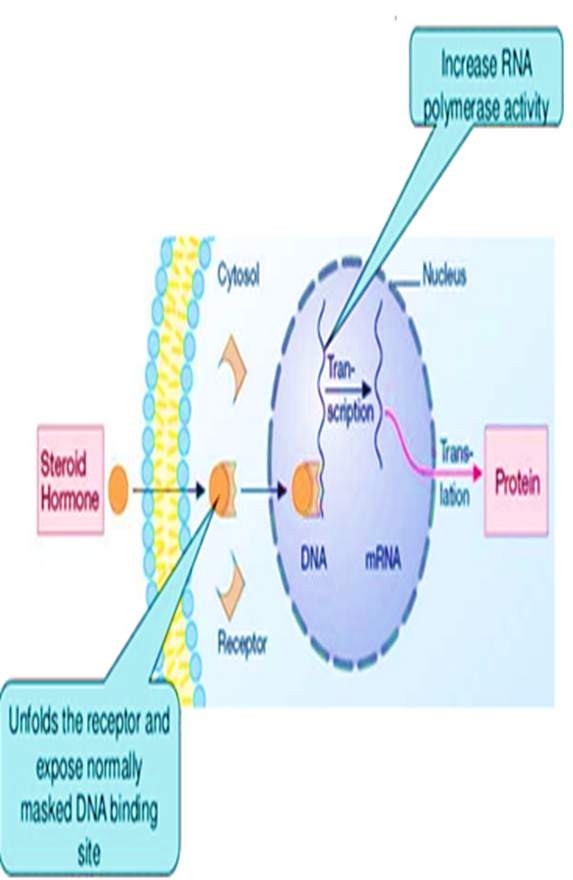 Increase RNA
polymerase activity
Cytosol
Nucleus
Tran-
scription
Steroid
Hormone
Trans-
lation
Protein
DNA
mRNA
Receptor
Unfolds the receptor and
expose normally
masked DNA binding
site